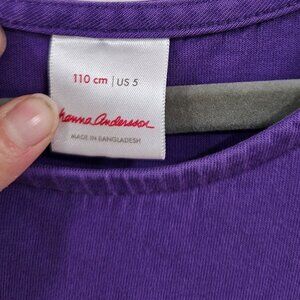 110 cm | US 5
hanna Andersson
MADE IN BANGLADESH